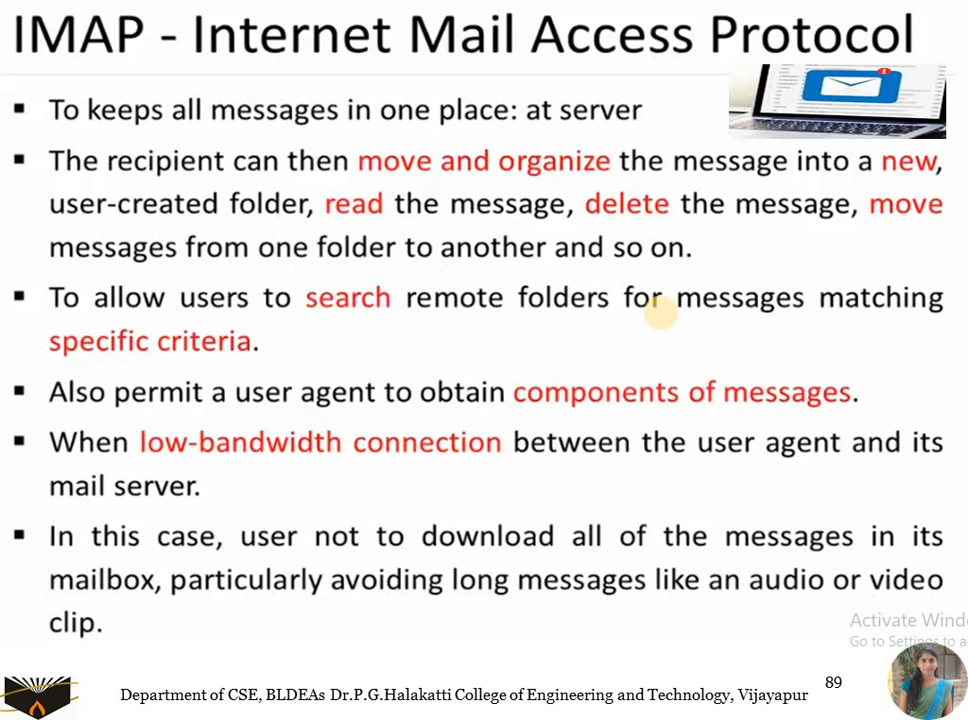 IMAP - Internet Mail Access Protocol
▪ To keeps all messages in one place: at server
▪ The recipient can then move and organize the message into a new,
user-created folder, read the message, delete the message, move
messages from one folder to another and so on.
▪ To allow users to search remote folders for messages matching
specific criteria.
▪ Also permit a user agent to obtain components of messages.
▪ When low-bandwidth connection between the user agent and its
mail server.
▪ In this case, user not to download all of the messages in its
mailbox, particularly avoiding long messages like an audio or video
clip.
Activate Wind
Go to Settings to a
Department of CSE, BLDEAs Dr.P.G.Halakatti College of Engineering and Technology, Vijayapur
89